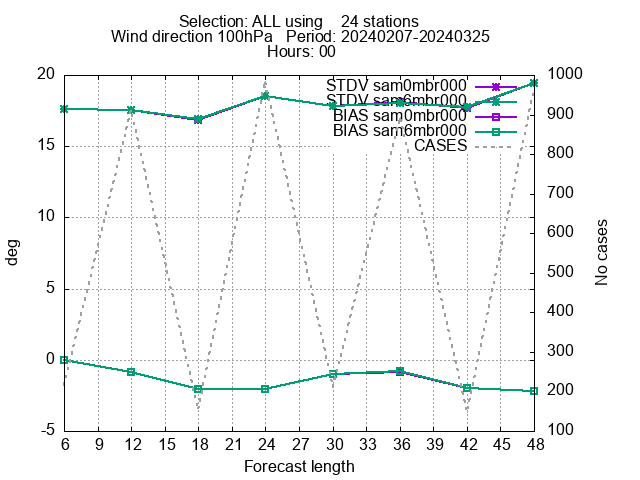 Selection: ALL using    24 stations
Wind direction 100hPa   Period: 20240207-20240325
Hours: 00
20
15
10
5
0
-5
deg
1000
900
800
700
600
500
400
300
200
100
No cases
STDV sam0mbr000
STDV sam6mbr000
BIAS sam0mbr000
BIAS sam6mbr000
CASES
6 9 12 15 18 21 24 27 30 33 36 39 42 45 48
Forecast length